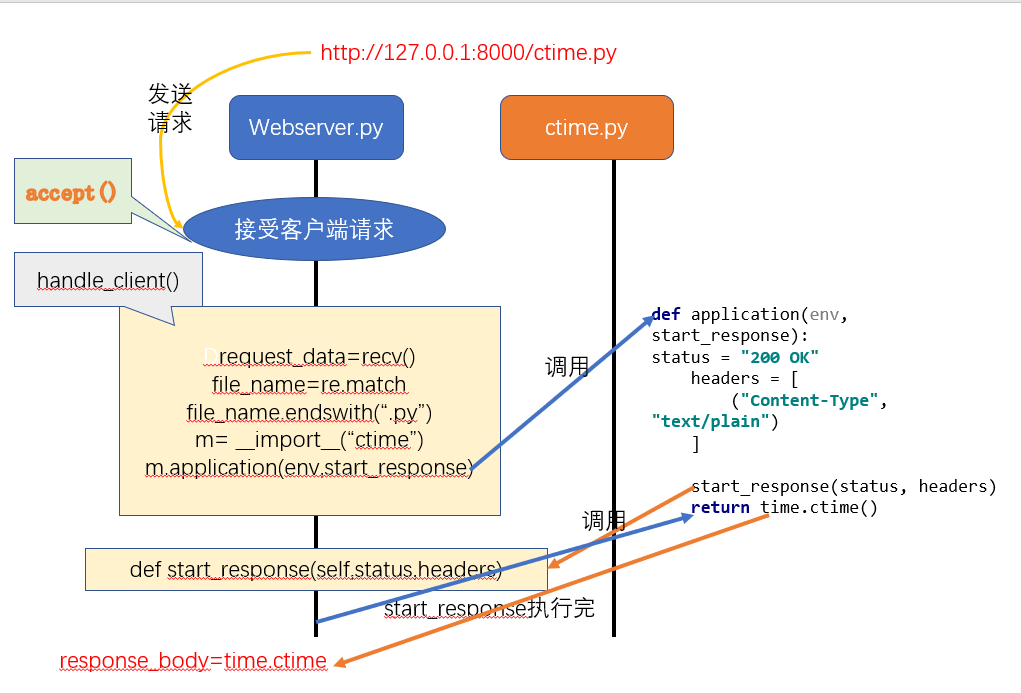 http://127.0.0.1:8000/ctime.py
发送
请求
Webserver.py
ctime.py
accept()
接受客户端请求
handle_client()
Drequest_data=recv()
file_name=re.match
file_name.endswith(“.py”)
m= __import__(“ctime”)
m.application(env,start_response)
调用
def application(env,
start_response):
status = "200 OK"
headers = [
("Content-Type",
"text/plain")
]
start_response(status, headers)
return time.ctime()
调用
def start_response(self,status,headers)
start_response执行完
response_body=time.ctime